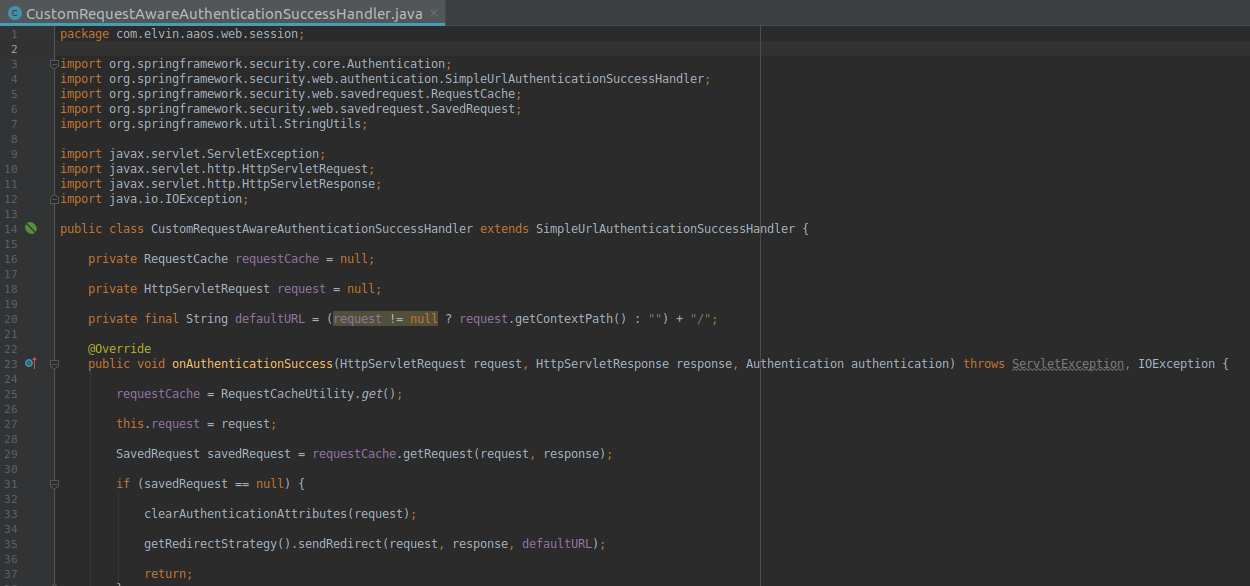 CustomRequestAwareAuthenticationSuccessHandler.java
1 package com.elvin.aaos.web.session;
2
3 import org.springframework.security.core.Authentication;
4 import org.springframework.security.web.authentication.SimpleUrlAuthenticationSuccessHandler;
5 import org.springframework.security.web.savedrequest.RequestCache;
6 import org.springframework.security.web.savedrequest.SavedRequest;
7 import org.springframework.util.StringUtils;
8
9 import javax.servlet.ServletException;
10 import javax.servlet.http.HttpServletRequest;
11 import javax.servlet.http.HttpServletResponse;
12 import java.io.IOException;
13
14 public class CustomRequestAwareAuthenticationSuccessHandler extends SimpleUrlAuthenticationSuccessHandler {
15
16 private RequestCache requestCache = null;
17
18 private HttpServletRequest request = null;
19
20 private final String defaultURL = (request != null ? request.getContextPath() : "") + "/";
21
22 @Override
23 public void onAuthenticationSuccess(HttpServletRequest request, HttpServletResponse response, Authentication authentication) throws ServletException, IOException {
24
25 requestCache = RequestCacheUtility.get();
26
27 this.request = request;
28
29 SavedRequest savedRequest = requestCache.getRequest(request, response);
30
31 if (savedRequest == null) {
32
33 clearAuthenticationAttributes(request);
34
35 getRedirectStrategy().sendRedirect(request, response, defaultURL);
36
37 return;